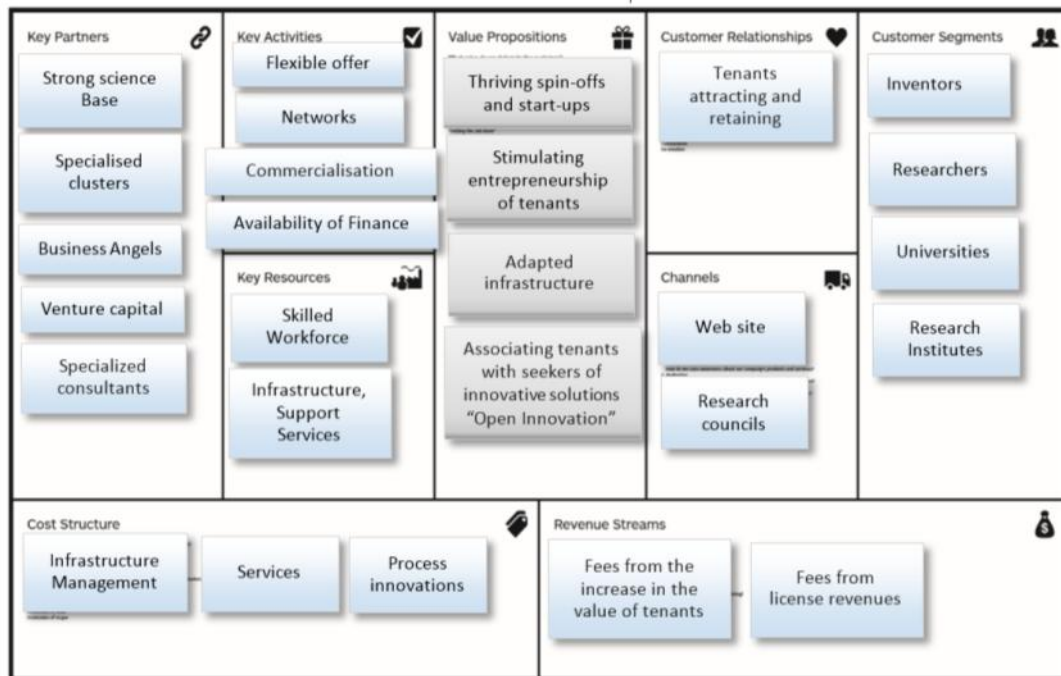 Key Partners
Strong science
Base
Specialised
clusters
Business Angels
Venture capital
Specialized
consultants
Key Activities
Flexible offer
Networks
Commercialisation
Availability of Finance
Key Resources
Skilled
Workforce
Infrastructure,
Support
Services
Value Propositions
Thriving spin-offs
and start-ups
Stimulating
entrepreneurship
of tenants
Adapted
infrastructure
Associating tenants
with seekers of
innovative solutions
“Open Innovation”
Customer Relationships
Tenants
attracting and
retaining
Channels
Web site
Research
councils
Customer Segments
Inventors
Researchers
Universities
Research
Institutes
Cost Structure
Infrastructure
Management
Services
Process
innovations
Revenue Streams
Fees from the
increase in the
value of tenants
Fees from
license revenues
$